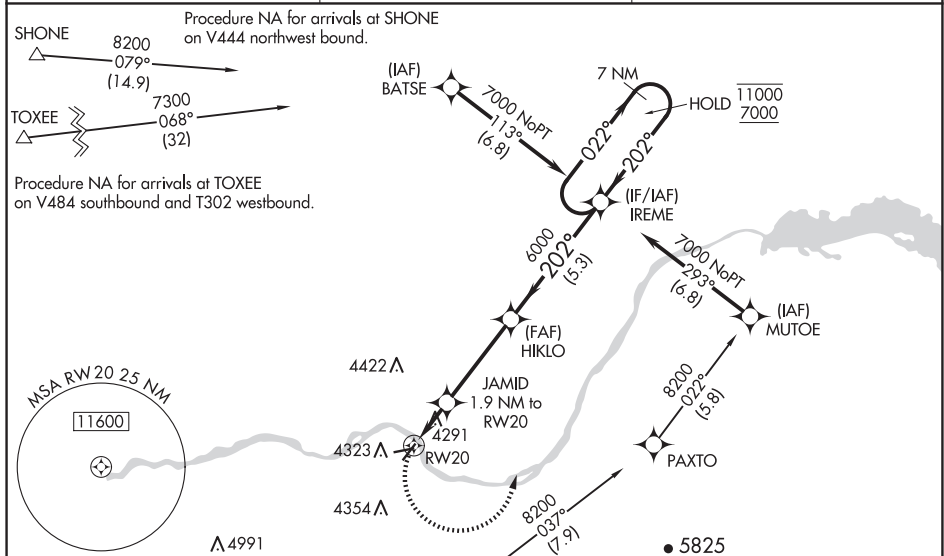 Procedure NA for arrivals at SHONE
on V444 northwest bound.
SHONE
8200
079°
(14.9)
TOXEE
7300
068°
(32)
Procedure NA for arrivals at TOXEE
on V484 southbound and T302 westbound.
(IAF)
BATSE
7000 NoPT
113°
(6.8)
7 NM
022°
202°
HOLD
11000
7000
(IF/IAF)
IREME
6000
202°
(5.3)
7000 NoPT
293°
(6.8)
(IAF)
MUTOE
(FAF)
HIKLO
8200
022°
(5.8)
PAXTO
8200
037°
(7.9)
4422
JAMID
1.9 NM to
RW20
4291
4323
RW20
4354
MSA RW 20 25 NM
11600
4991
5825